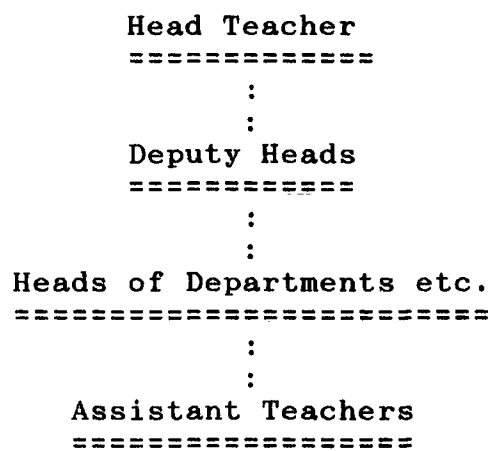 Head Teacher
=============
:
:
Deputy Heads
============
:
:
Heads of Departments etc.
=========================
:
:
Assistant Teachers
==================